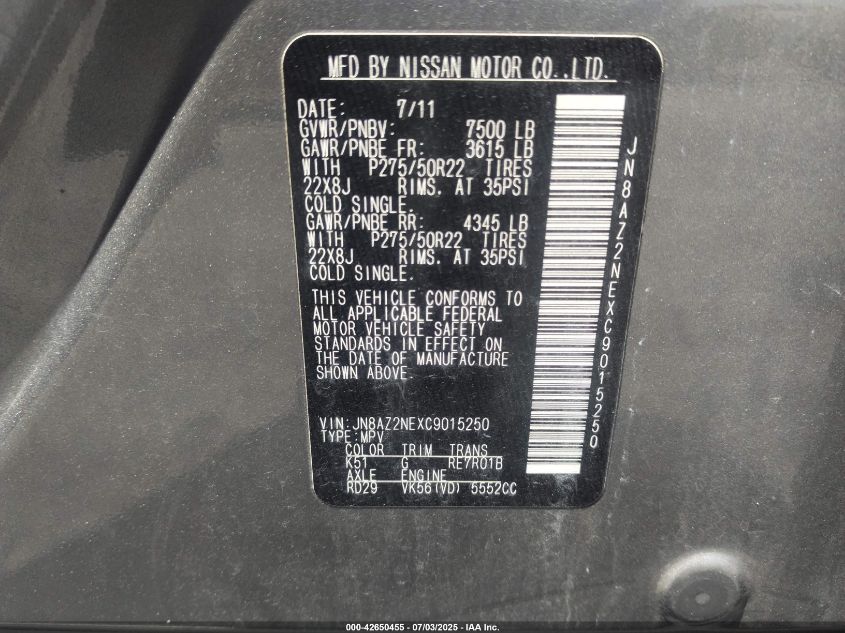 MFD BY NISSAN MOTOR CO.,LTD.
DATE: 7/11
GVWR/PNBV: 7500 LB
GAWR/PNBE FR: 3615 LB
WITH P275/50R22 TIRES
22X8J RIMS. AT 35PSI
COLD SINGLE.
GAWR/PNBE RR: 4345 LB
WITH P275/50R22 TIRES
22X8J RIMS. AT 35PSI
COLD SINGLE.
THIS VEHICLE CONFORMS TO
ALL APPLICABLE FEDERAL
MOTOR VEHICLE SAFETY
STANDARDS IN EFFECT ON
THE DATE OF MANUFACTURE
SHOWN ABOVE.
VIN:JN8AZ2NEXC9015250
TYPE:MPV
COLOR TRIM TRANS
K51 G RE7R01B
AXLE ENGINE
RD29 VK56(VD) 5552CC
JN8AZ2NEXC9015250
000-42650455 - 07/03/2025 - IAA Inc.